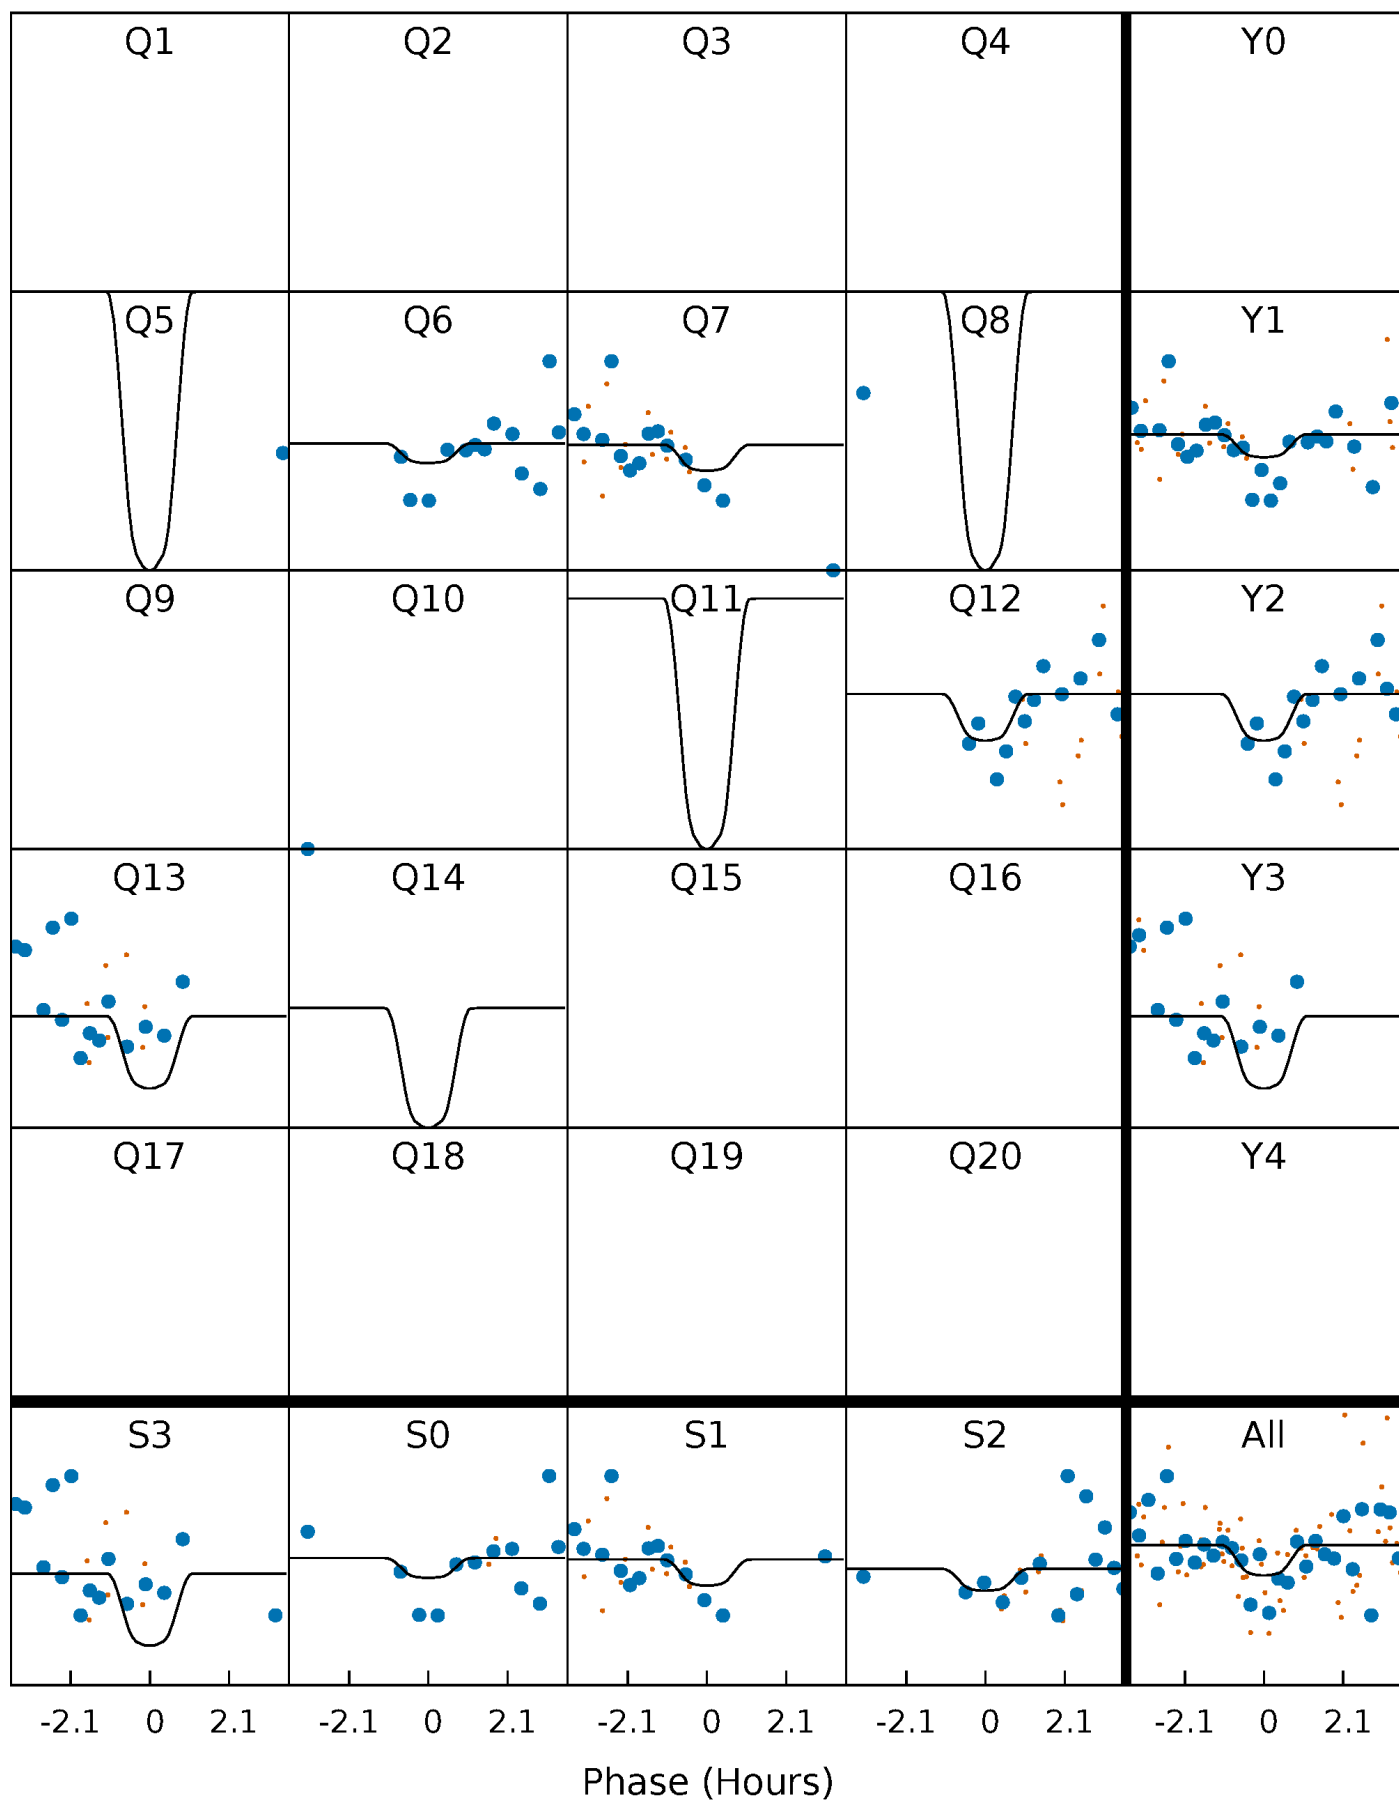 Q1 Q2 Q3 Q4 Y0
Q5 Q6 Q7 Q8 Y1
Q9 Q10 Q11 Q12 Y2
Q13 Q14 Q15 Q16 Y3
Q17 Q18 Q19 Q20 Y4
S3 S0 S1 S2 All
-2.1 0 2.1 -2.1 0 2.1 -2.1 0 2.1 -2.1 0 2.1 -2.1 0 2.1
Phase (Hours)